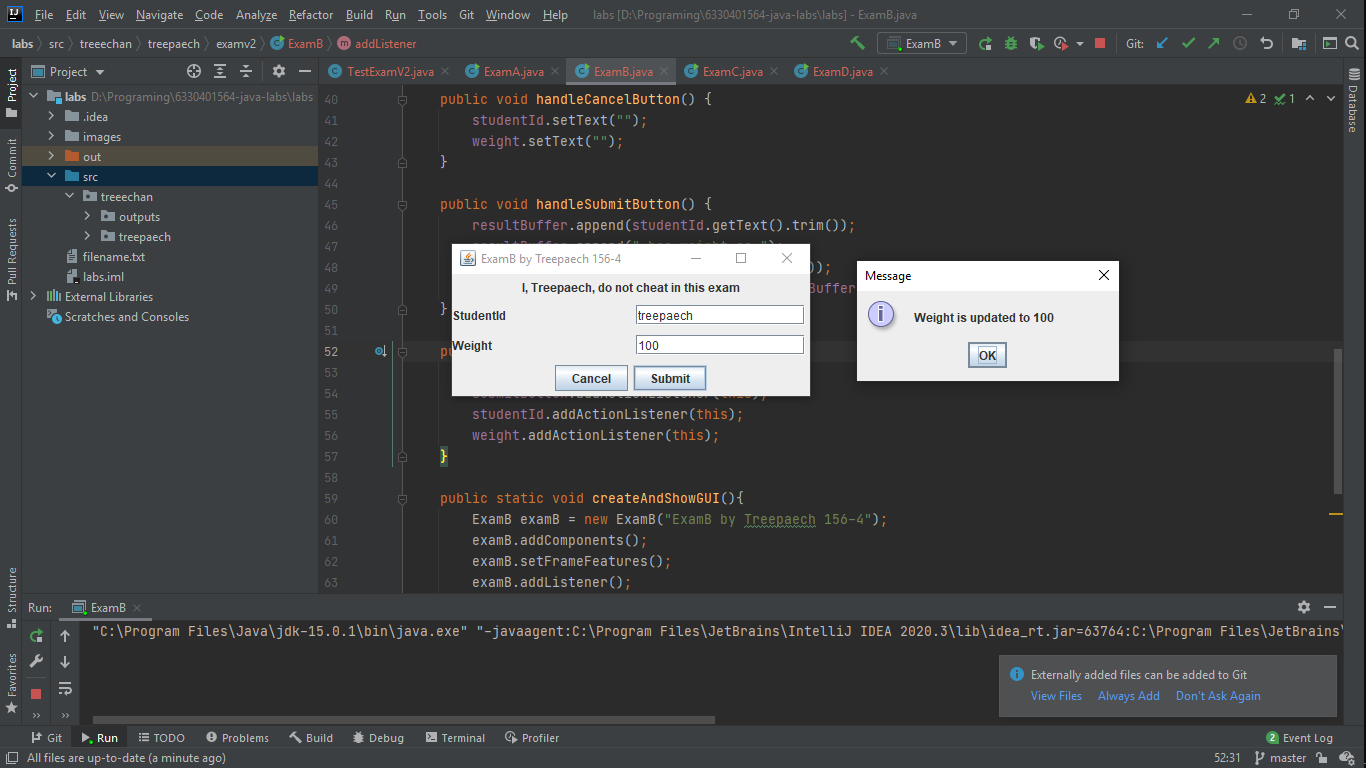 File Edit View Navigate Code Analyze Refactor Build Run Tools Git Window Help labs [D:\Programing\6330401564-java-labs\labs] - ExamB.java
labs src treeechan treepaech examv2 ExamB addListener ExamB Git:
Project
TestExamV2.java ExamA.java ExamB.java ExamC.java ExamD.java
labs D:\Programing\6330401564-java-labs\labs
.idea
images
out
src
treeechan
outputs
treepaech
filename.txt
labs.iml
External Libraries
Scratches and Consoles
Project
Commit
Pull Requests
Structure
Favorites
Database
2 1
40 public void handleCancelButton() {
41 studentId.setText("");
42 weight.setText("");
43 }
44
45 public void handleSubmitButton() {
46 resultBuffer.append(studentId.getText().trim());
47
48 ));
49 Buffer
50 }
51
52
53
54
55 studentId.addActionListener(this);
56 weight.addActionListener(this);
57 }
58
59 public static void createAndShowGUI(){
60 ExamB examB = new ExamB("ExamB by Treepaech 156-4");
61 examB.addComponents();
62 examB.setFrameFeatures();
63 examB.addListener();
ExamB by Treepaech 156-4
I, Treepaech, do not cheat in this exam
StudentId treepaech
Weight 100
Cancel Submit
Message
Weight is updated to 100
OK
Run: ExamB
"C:\Program Files\Java\jdk-15.0.1\bin\java.exe" "-javaagent:C:\Program Files\JetBrains\IntelliJ IDEA 2020.3\lib\idea_rt.jar=63764:C:\Program Files\JetBrains\
Externally added files can be added to Git
View Files Always Add Don't Ask Again
Git Run TODO Problems Build Debug Terminal Profiler 2 Event Log
All files are up-to-date (a minute ago) 52:31 master